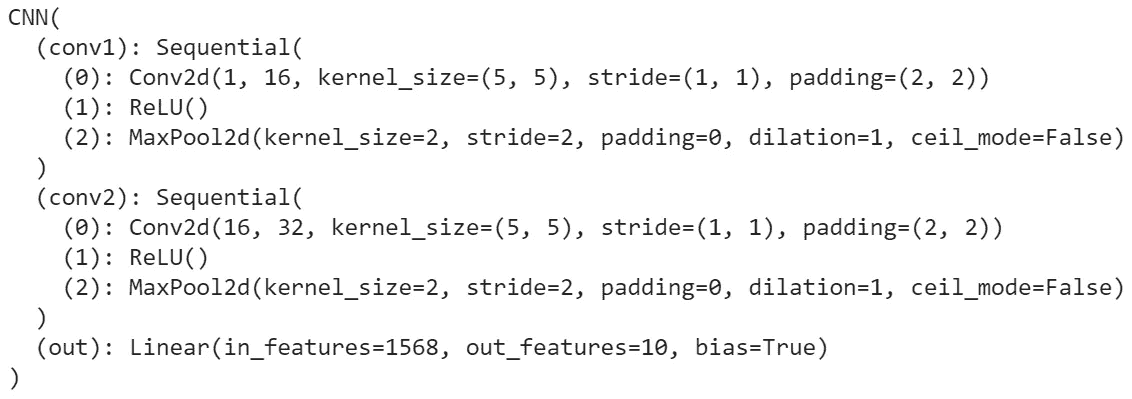 CNN(
  (conv1): Sequential(
    (0): Conv2d(1, 16, kernel_size=(5, 5), stride=(1, 1), padding=(2, 2))
    (1): ReLU()
    (2): MaxPool2d(kernel_size=2, stride=2, padding=0, dilation=1, ceil_mode=False)
  )
  (conv2): Sequential(
    (0): Conv2d(16, 32, kernel_size=(5, 5), stride=(1, 1), padding=(2, 2))
    (1): ReLU()
    (2): MaxPool2d(kernel_size=2, stride=2, padding=0, dilation=1, ceil_mode=False)
  )
  (out): Linear(in_features=1568, out_features=10, bias=True)
)